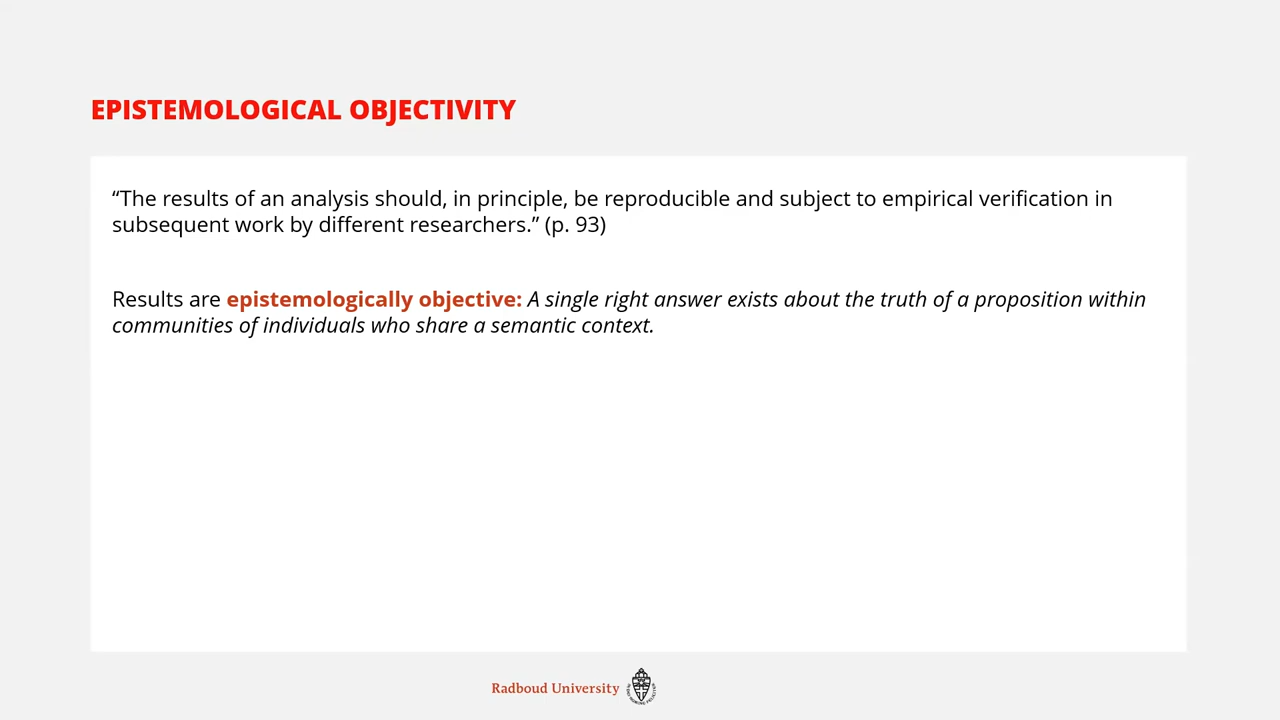 EPISTEMOLOGICAL OBJECTIVITY
“The results of an analysis should, in principle, be reproducible and subject to empirical verification in
subsequent work by different researchers.” (p. 93)
Results are epistemologically objective: A single right answer exists about the truth of a proposition within
communities of individuals who share a semantic context.
Radboud University